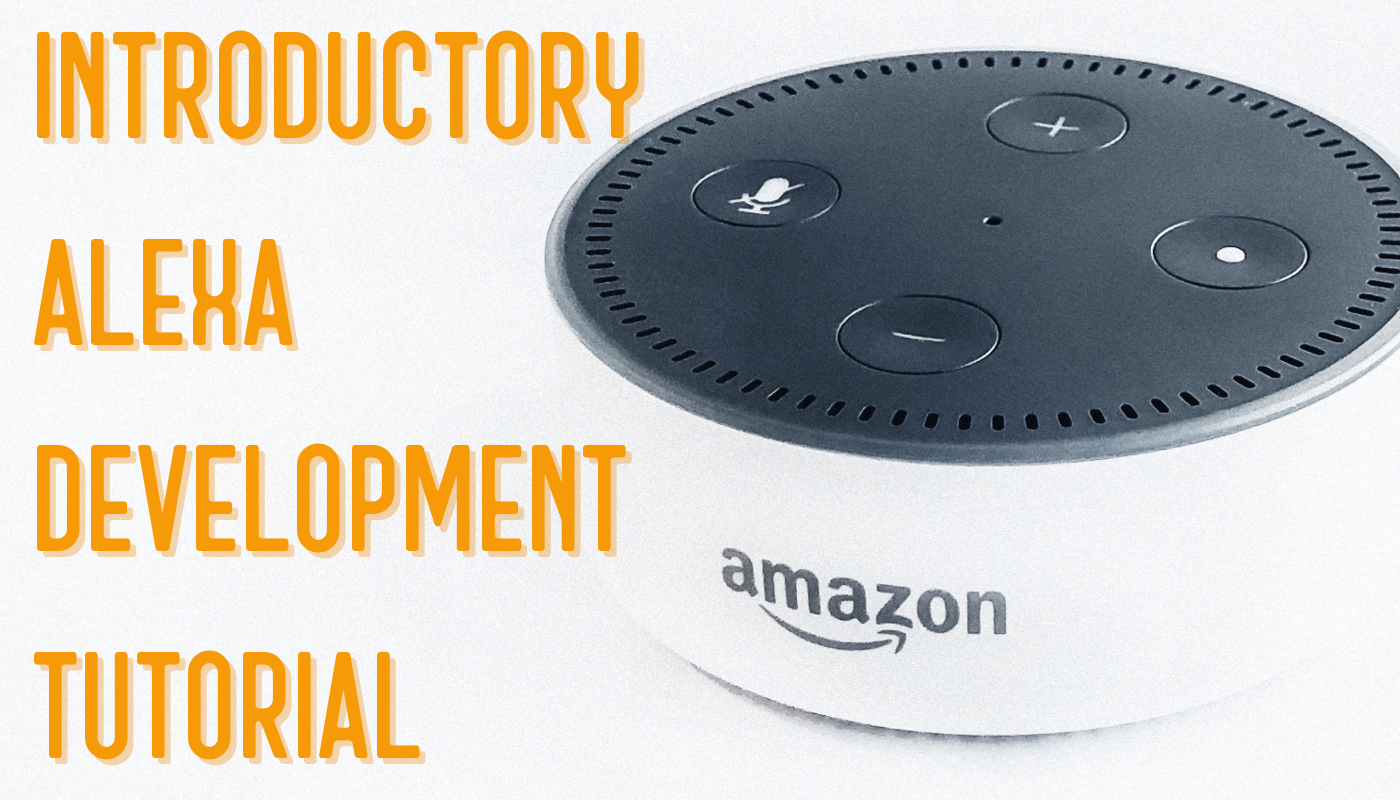 INTRODUCTORY
ALEXA
DEVELOPMENT
TUTORIAL
amazon